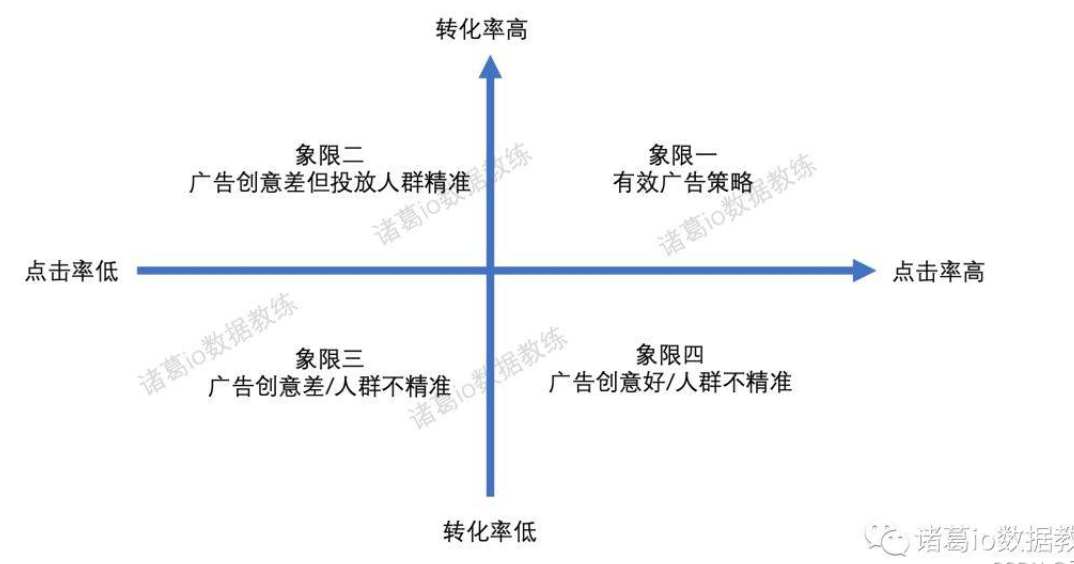 转化率高
象限二
广告创意差但投放人群精准
象限一
有效广告策略
诸葛io数据教练
诸葛io数据教练
点击率低
点击率高
诸葛io数据教练
诸葛io数据教练
象限三
广告创意差/人群不精准
象限四
广告创意好/人群不精准
转化率低
诸葛io数据教